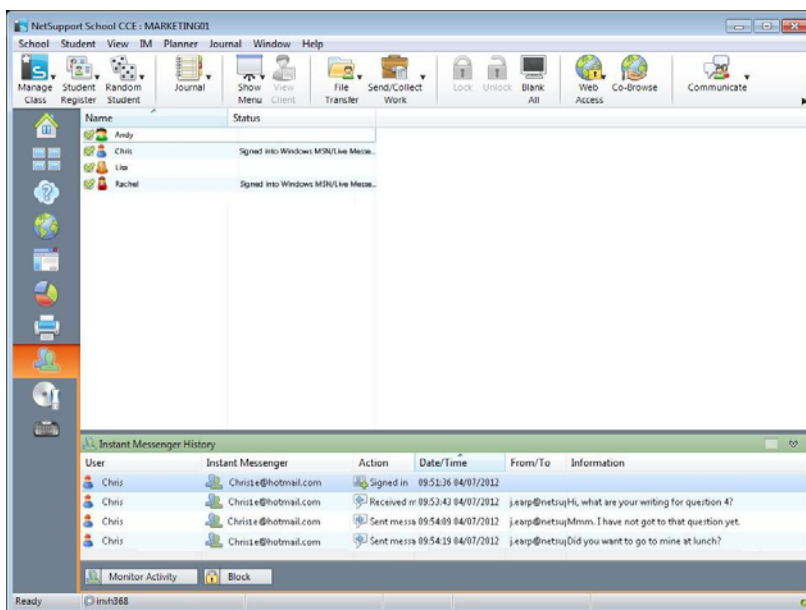 NetSupport School CCE : MARKETING01
School Student View IM Planner Journal Window Help
Manage Class Student Register Random Student Journal Show Menu View Client File Transfer Send/Collect Work Lock Unlock Blank All Web Access Co-Browse Communicate
Name Status
Andy
Chris Signed into Windows MSN/Live Messe...
Lisa
Rachel Signed into Windows MSN/Live Messe...
Instant Messenger History
User Instant Messenger Action Date/Time From/To Information
Chris Christe@hotmail.com Signed in 09:51:36 04/07/2012
Chris Christe@hotmail.com Received m 09:53:43 04/07/2012 j.earp@netsu Hi, what are your writing for question 4?
Chris Christe@hotmail.com Sent messa 09:54:09 04/07/2012 j.earp@netsu Mmm. I have not got to that question yet.
Chris Christe@hotmail.com Sent messa 09:54:19 04/07/2012 j.earp@netsu Did you want to go to mine at lunch?
Monitor Activity Block
Ready